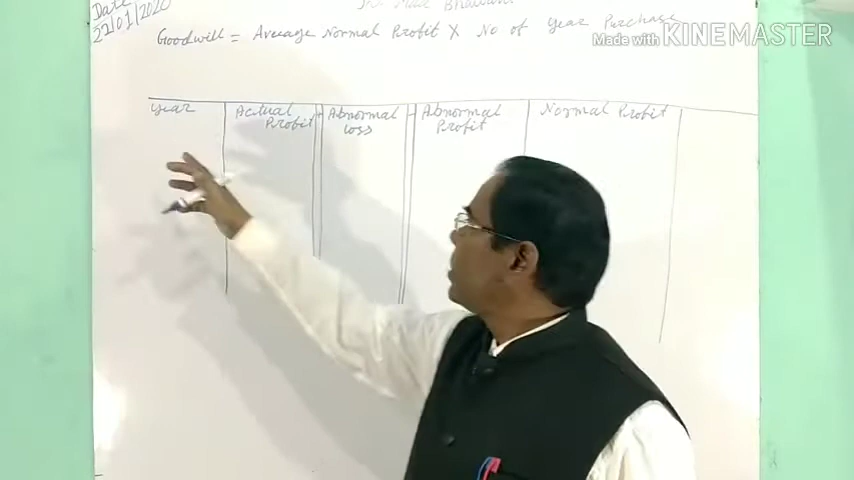 Date
22/01/2020
Goodwill = Average Normal Profit X No of Year Purchase
Made with KINEMASTER
Year
Actual Profit
+
Abnormal loss
-
Abnormal Profit
Normal Profit